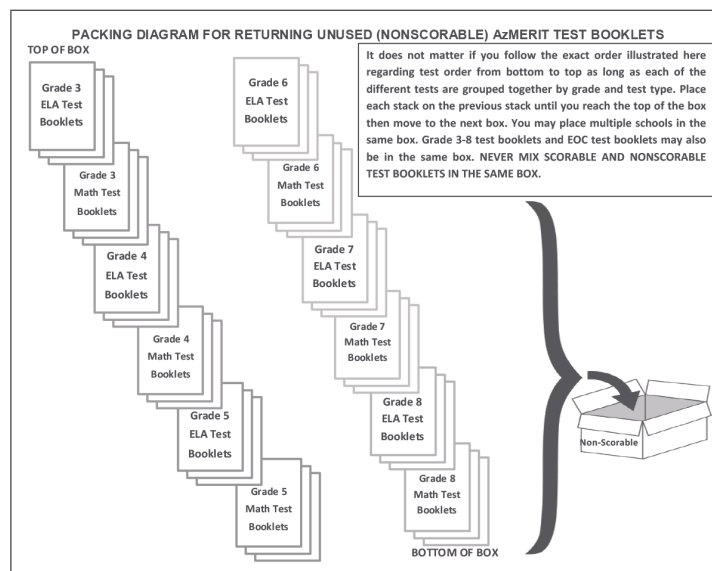 PACKING DIAGRAM FOR RETURNING UNUSED (NONSCORABLE) AzMERIT TEST BOOKLETS
TOP OF BOX
Grade 3
ELA Test
Booklets
Grade 3
Math Test
Booklets
Grade 4
ELA Test
Booklets
Grade 4
Math Test
Booklets
Grade 5
ELA Test
Booklets
Grade 5
Math Test
Booklets
Grade 6
ELA Test
Booklets
Grade 6
Math Test
Booklets
Grade 7
ELA Test
Booklets
Grade 7
Math Test
Booklets
Grade 8
ELA Test
Booklets
Grade 8
Math Test
Booklets
BOTTOM OF BOX
It does not matter if you follow the exact order illustrated here
regarding test order from bottom to top as long as each of the
different tests are grouped together by grade and test type. Place
each stack on the previous stack until you reach the top of the box
then move to the next box. You may place multiple schools in the
same box. Grade 3-8 test booklets and EOC test booklets may also
be in the same box. NEVER MIX SCORABLE AND NONSCORABLE
TEST BOOKLETS IN THE SAME BOX.
Non-Scorable